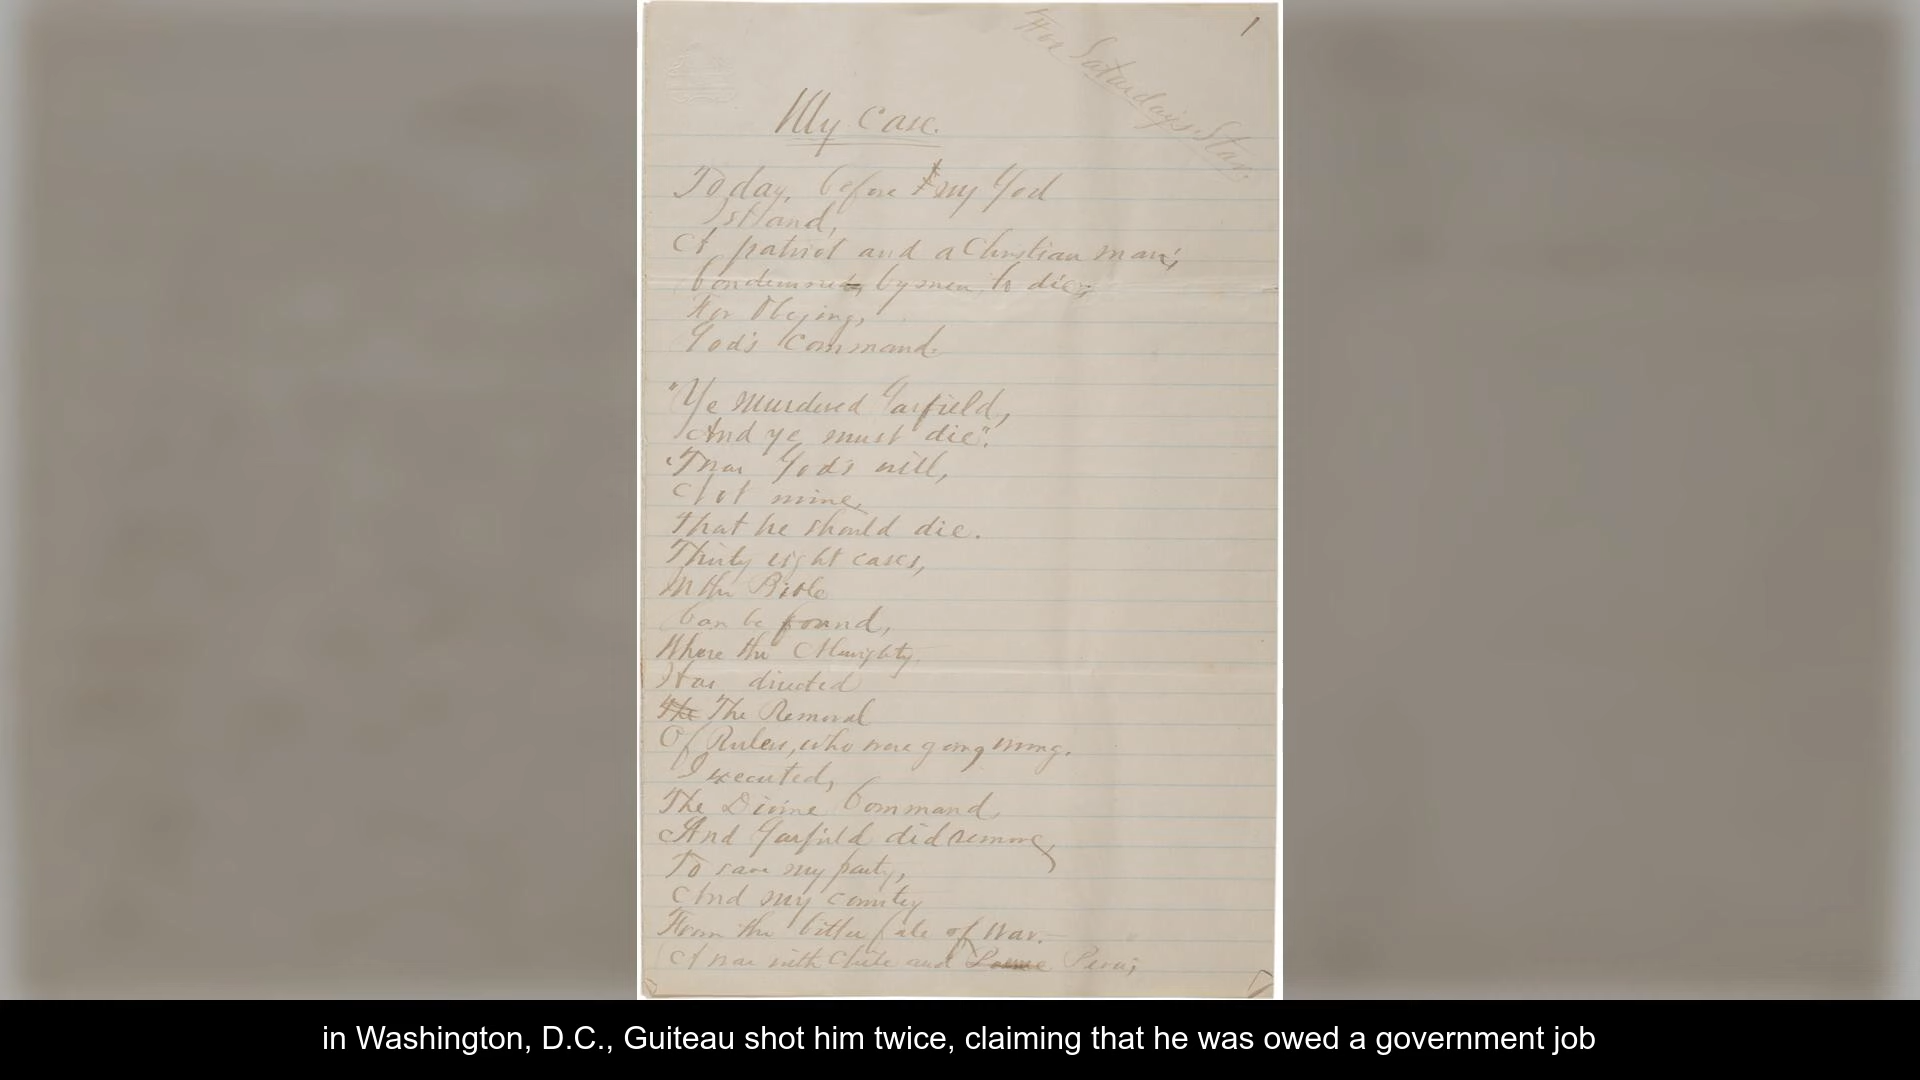 1
For Saturday's Star.
My Case.
Today, before my God
I stand,
A patriot and a Christian man;
Condemned, by men, to die;
For Obeying,
God's Command.
"Ye murdered Garfield,
And ye must die".
'Twas God's will,
Not mine,
that he should die.
Thirty eight cases,
In the Bible
Can be found,
Where the Almighty
Has directed
The The Removal
Of Rulers, who were going wrong.
I executed,
The Divine Command
And Garfield did remove,
To save my party,
And my country
From the bitter fate of War.
A war with Chile and Peru;
in Washington, D.C., Guiteau shot him twice, claiming that he was owed a government job